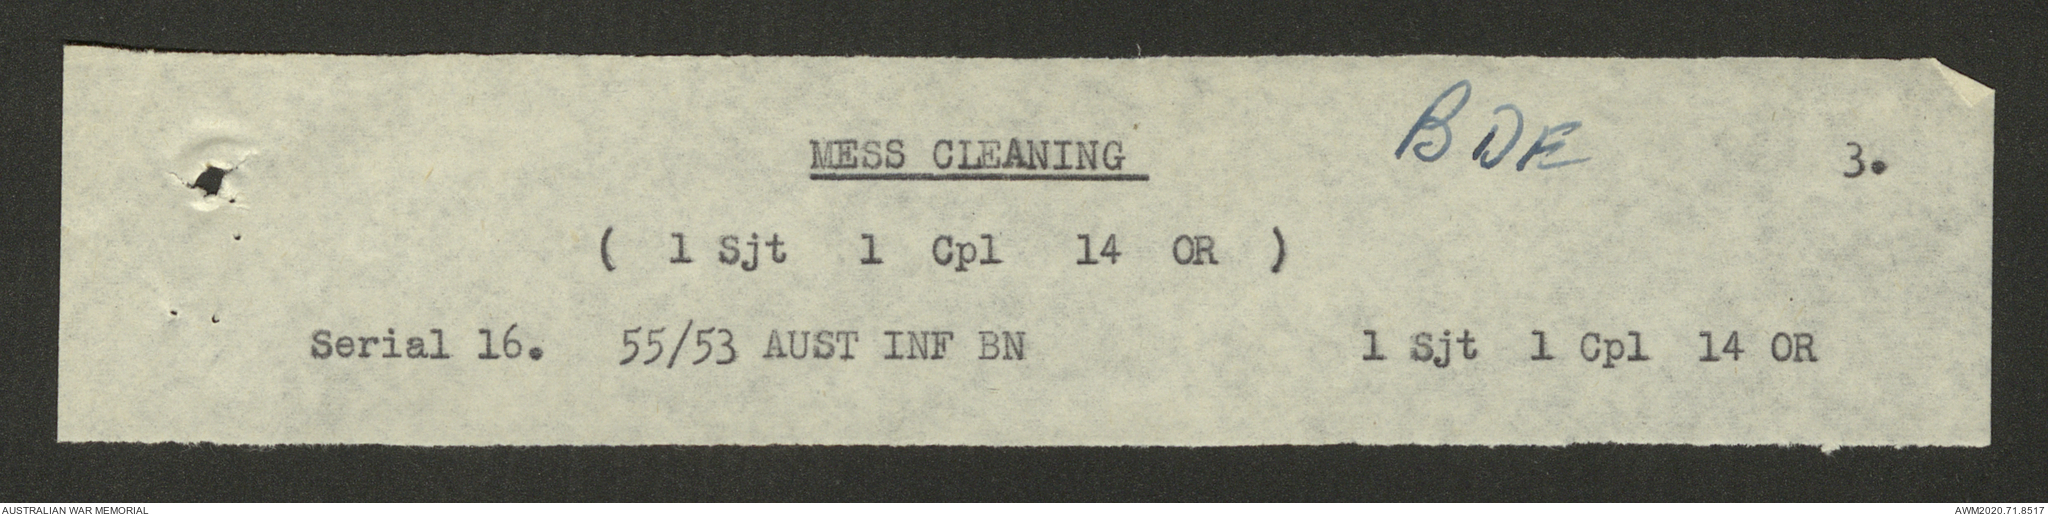 MESS CLEANING BDE 3.
( 1 Sjt 1 Cpl 14 OR )
Serial 16. 55/53 AUST INF BN 1 Sjt 1 Cpl 14 OR
AUSTRALIAN WAR MEMORIAL AWM2020.71.8517